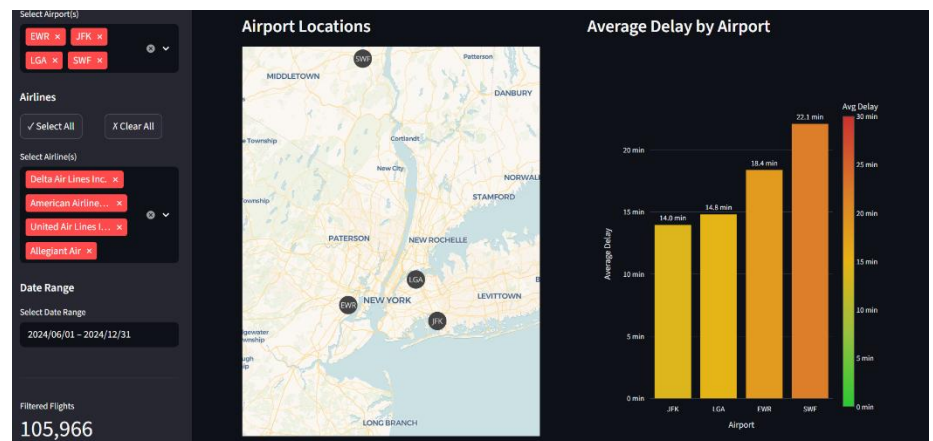 Select Airport(s)
EWR × JFK ×
LGA × SWF ×
Airlines
✓ Select All ✗ Clear All
Select Airline(s)
Delta Air Lines Inc. ×
American Airline... ×
United Air Lines I... ×
Allegiant Air ×
Date Range
Select Date Range
2024/06/01 – 2024/12/31
Filtered Flights
105,966
Airport Locations
SWF
Patterson
MIDDLETOWN
DANBURY
Township
Cortlandt
New City
NORWAL
STAMFORD
PATERSON
NEW ROCHELLE
LGA
EWR
NEW YORK
LEVITTOWN
JFK
LONG BRANCH
Average Delay by Airport
Avg Delay
30 min
25 min
20 min
15 min
10 min
5 min
0 min
22.1 min
18.4 min
14.8 min
14.0 min
20 min
15 min
10 min
5 min
0 min
Average Delay
JFK LGA EWR SWF
Airport